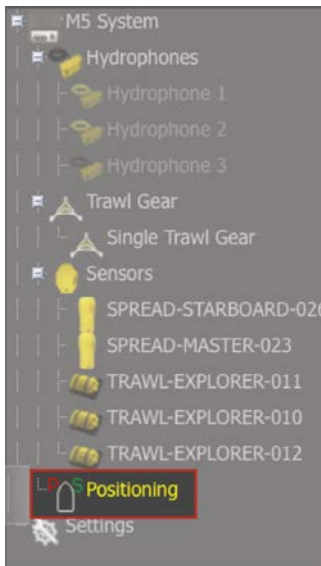 M5 System
Hydrophones
Hydrophone 1
Hydrophone 2
Hydrophone 3
Trawl Gear
Single Trawl Gear
Sensors
SPREAD-STARBOARD-026
SPREAD-MASTER-023
TRAWL-EXPLORER-011
TRAWL-EXPLORER-010
TRAWL-EXPLORER-012
P S Positioning
Settings